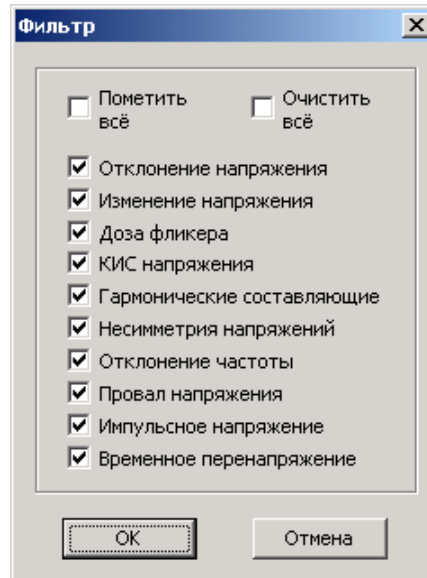 Фильтр
Пометить всё
Очистить всё
Отклонение напряжения
Изменение напряжения
Доза фликера
КИС напряжения
Гармонические составляющие
Несимметрия напряжений
Отклонение частоты
Провал напряжения
Импульсное напряжение
Временное перенапряжение
OK
Отмена